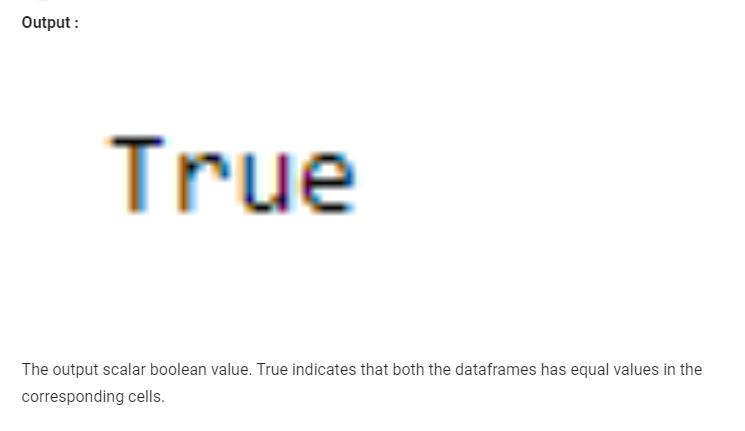 Output :
True
The output scalar boolean value. True indicates that both the dataframes has equal values in the
corresponding cells.